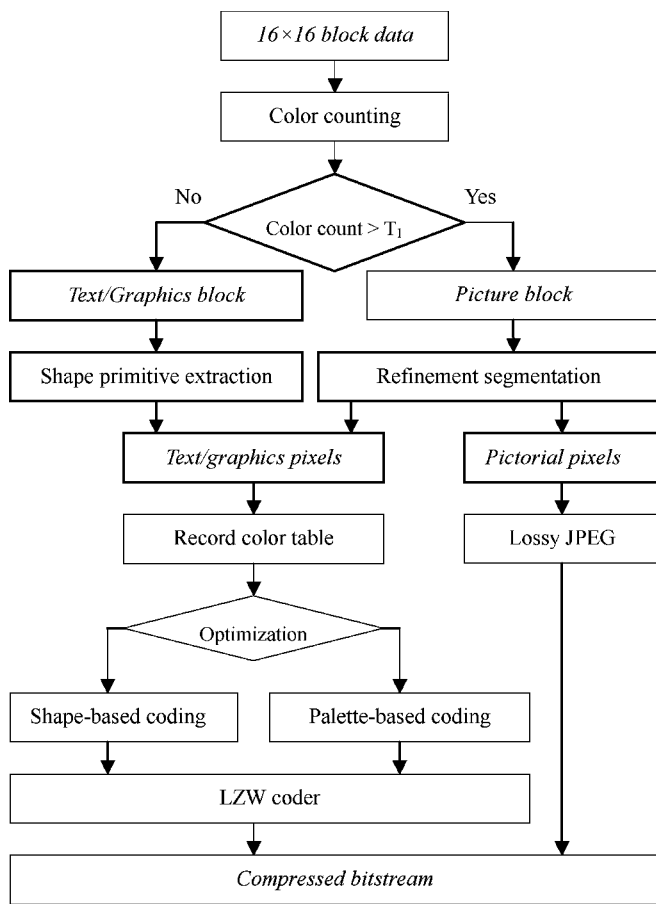 16×16 block data
Color counting
No
Yes
Color count > T₁
Text/Graphics block
Picture block
Shape primitive extraction
Refinement segmentation
Text/graphics pixels
Pictorial pixels
Record color table
Lossy JPEG
Optimization
Shape-based coding
Palette-based coding
LZW coder
Compressed bitstream